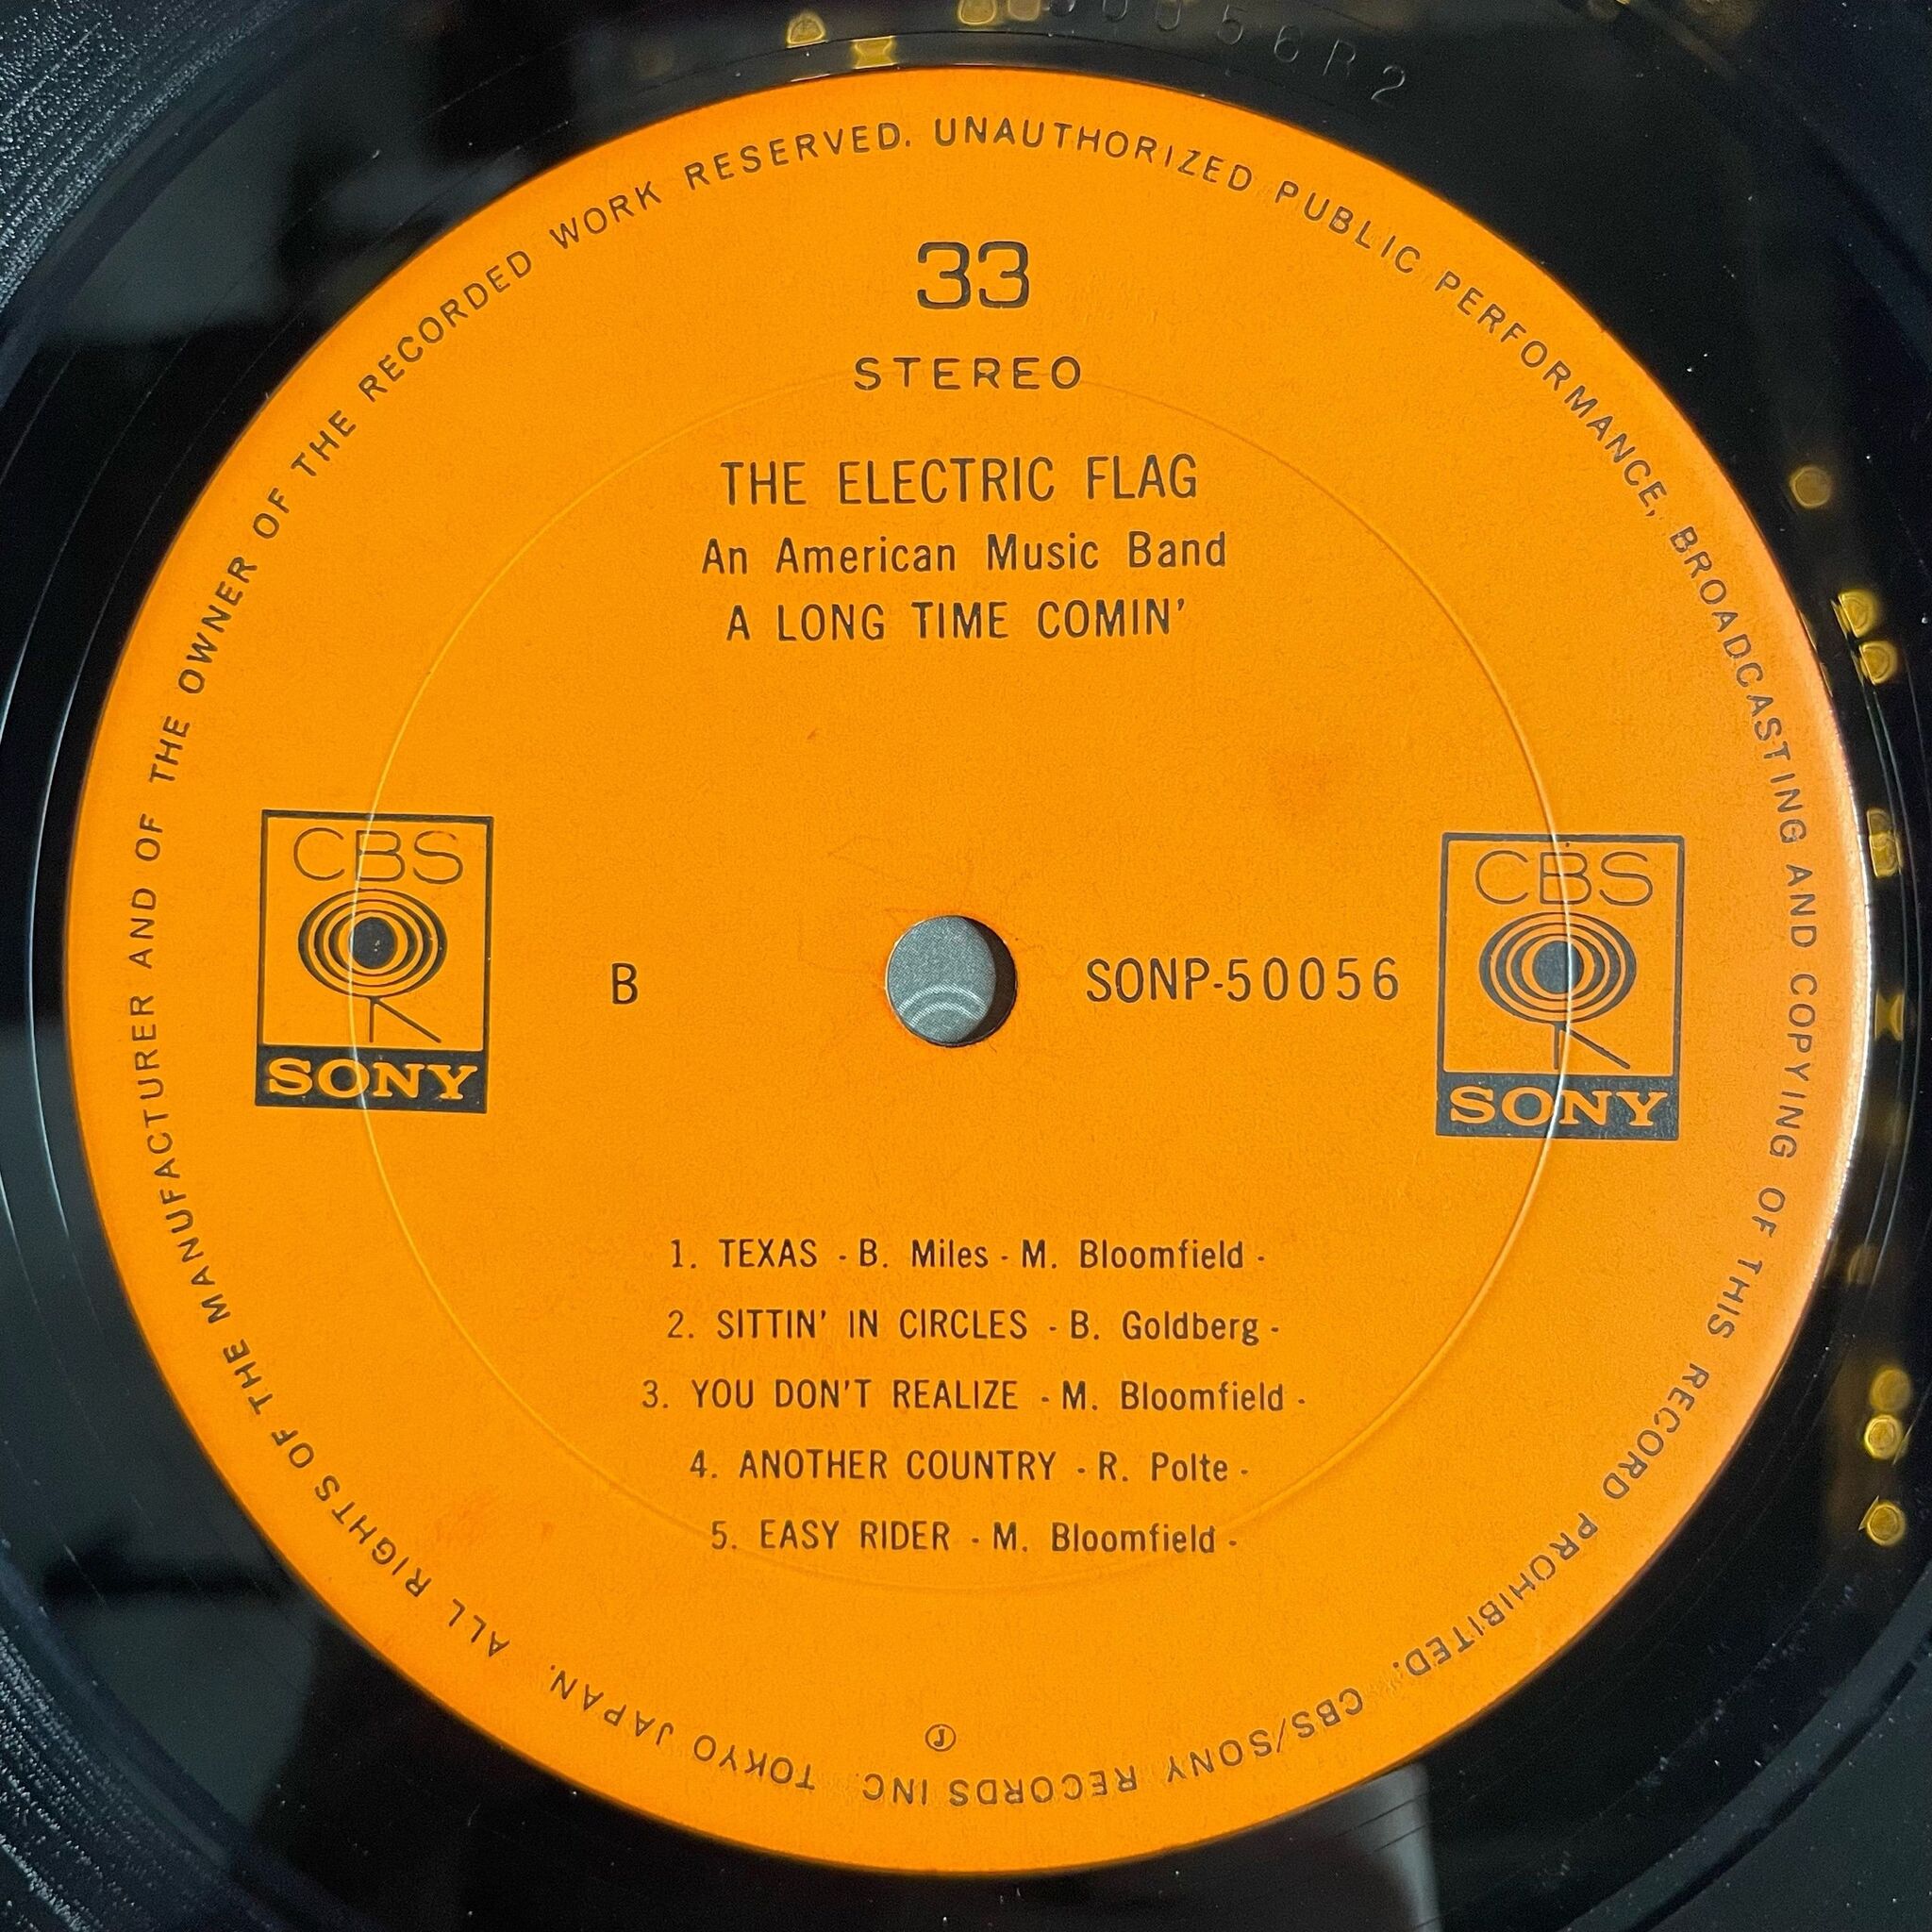 33
STEREO
THE ELECTRIC FLAG
An American Music Band
A LONG TIME COMIN'
CBS
SONY
B
SONP-50056
CBS
SONY
1. TEXAS - B. Miles - M. Bloomfield -
2. SITTIN' IN CIRCLES - B. Goldberg -
3. YOU DON'T REALIZE - M. Bloomfield -
4. ANOTHER COUNTRY - R. Polte -
5. EASY RIDER - M. Bloomfield -
Ⓙ
ALL RIGHTS OF THE MANUFACTURER AND OF THE OWNER OF THE RECORDED WORK RESERVED. UNAUTHORIZED PUBLIC PERFORMANCE, BROADCASTING AND COPYING OF THIS RECORD PROHIBITED. CBS/SONY RECORDS INC. TOKYO JAPAN.